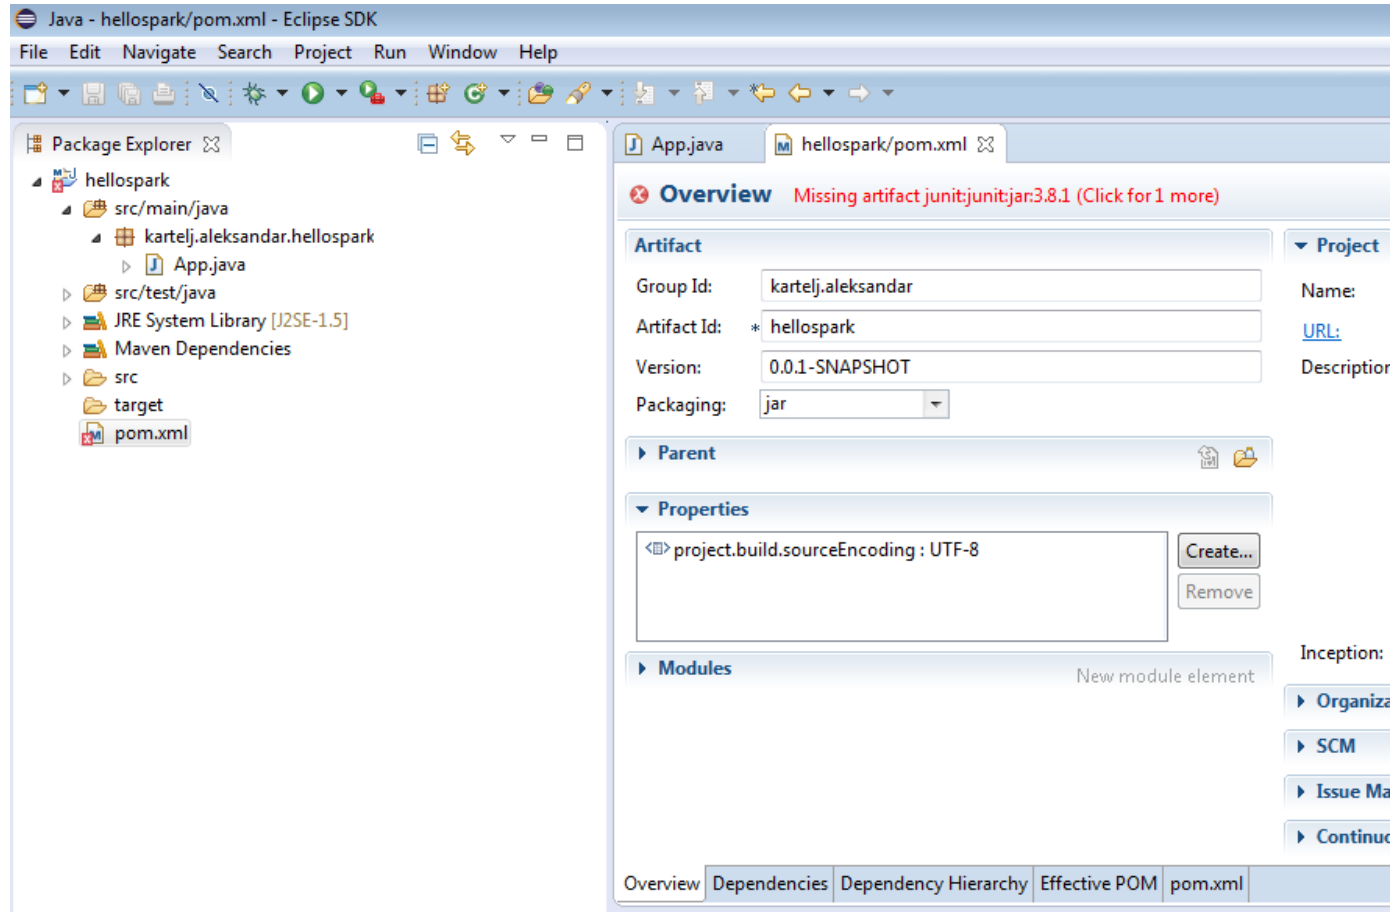 Java - hellospark/pom.xml - Eclipse SDK
File Edit Navigate Search Project Run Window Help
Package Explorer
hellospark
src/main/java
kartelj.aleksandar.hellospark
App.java
src/test/java
JRE System Library [J2SE-1.5]
Maven Dependencies
src
target
pom.xml
App.java
hellospark/pom.xml
Overview Missing artifact junit:junit:jar:3.8.1 (Click for 1 more)
Artifact
Group Id: kartelj.aleksandar
Artifact Id: * hellospark
Version: 0.0.1-SNAPSHOT
Packaging: jar
Parent
Properties
project.build.sourceEncoding : UTF-8
Create...
Remove
Modules
New module element
Project
Name:
URL:
Description
Inception:
Organiza
SCM
Issue Ma
Continuo
Overview Dependencies Dependency Hierarchy Effective POM pom.xml